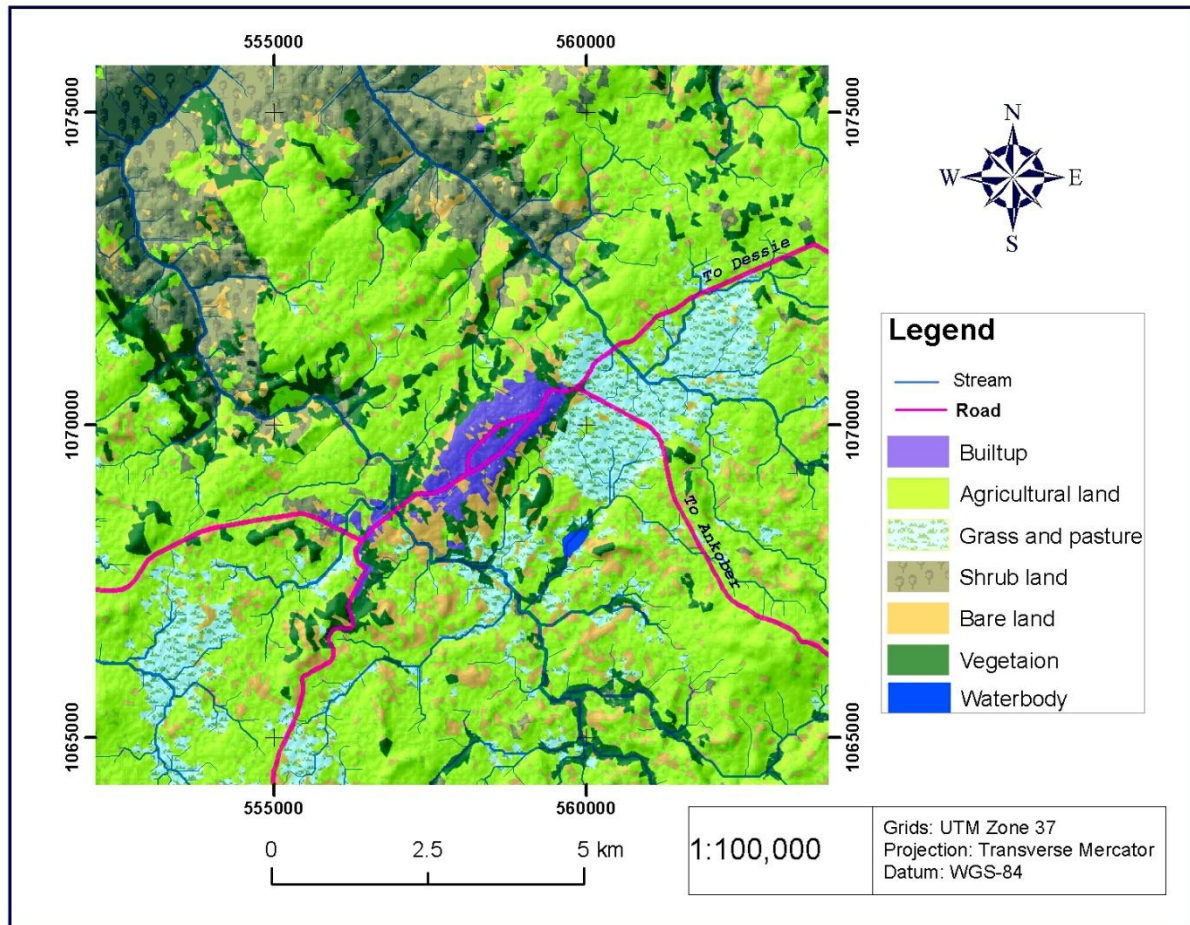 555000
560000
1075000
1075000
N
W
E
S
To Dessie
Legend
Stream
Road
1070000
1070000
Builtup
Agricultural land
Grass and pasture
To Ankober
Shrub land
Bare land
Vegetaion
Waterbody
1065000
1065000
555000
560000
0
2.5
5 km
1:100,000
Grids: UTM Zone 37
Projection: Transverse Mercator
Datum: WGS-84